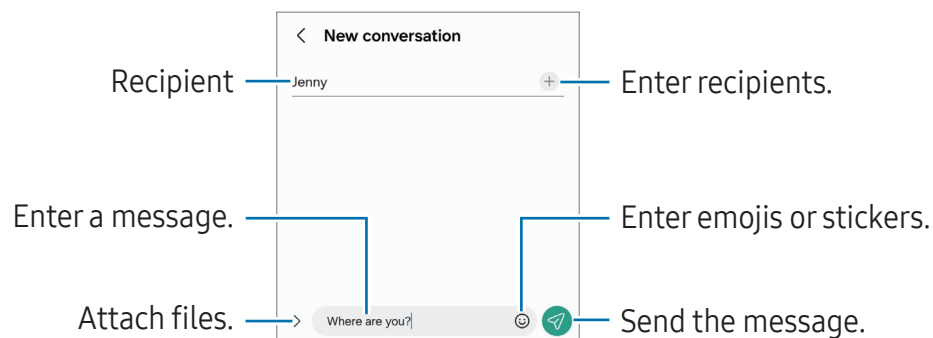 New conversation
Recipient
Jenny
Enter recipients.
Enter a message.
Enter emojis or stickers.
Attach files.
Where are you?
Send the message.